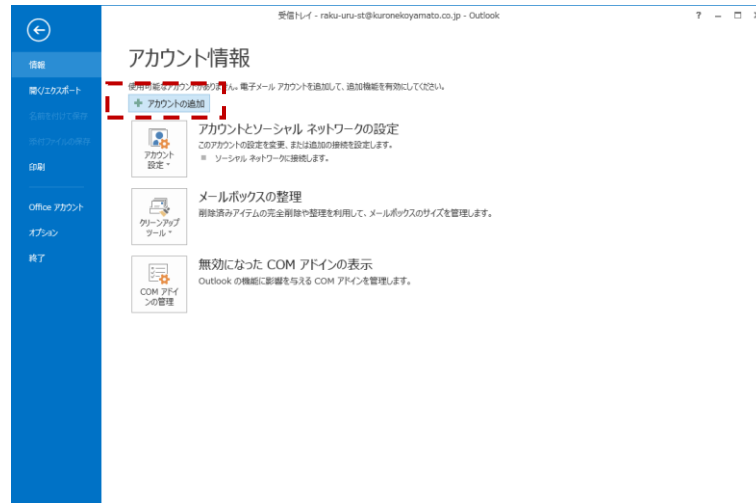 受信トレイ - raku-uru-st@kuronekoyamato.co.jp - Outlook
?
アカウント情報
使用可能なアカウントがありません。電子メール アカウントを追加して、追加機能を有効にしてください。
アカウントの追加
アカウント
設定
アカウントとソーシャル ネットワークの設定
このアカウントの設定を変更、または追加の接続を設定します。
ソーシャル ネットワークに接続します。
クリーンアップ
ツール
メールボックスの整理
削除済みアイテムの完全削除や整理を利用して、メールボックスのサイズを管理します。
COM アドイ
ンの管理
無効になった COM アドインの表示
Outlook の機能に影響を与える COM アドインを管理します。
情報
開く/エクスポート
名前を付けて保存
添付ファイルの保存
印刷
Office アカウント
オプション
終了